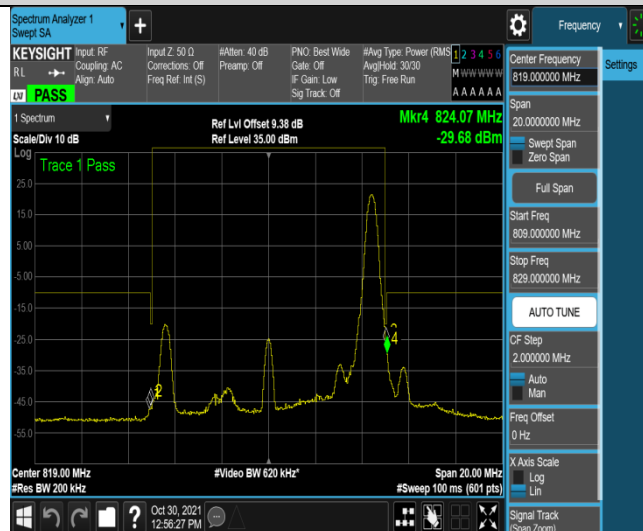 Spectrum Analyzer 1
Swept SA
Frequency
KEYSIGHT
RL
LXI
PASS
Input: RF
Coupling: AC
Align: Auto
Input Z: 50 Ω
Corrections: Off
Freq Ref: Int (S)
#Atten: 40 dB
Preamp: Off
PNO: Best Wide
Gate: Off
IF Gain: Low
Sig Track: Off
#Avg Type: Power (RMS
Avg|Hold: 30/30
Trig: Free Run
1 2 3 4 5 6
M W W W W W
A A A A A A
1 Spectrum
Scale/Div 10 dB
Ref Lvl Offset 9.38 dB
Ref Level 35.00 dBm
Mkr4 824.07 MHz
-29.68 dBm
Log
Trace 1 Pass
25.0
15.0
5.00
-5.00
-15.0
-25.0
-35.0
-45.0
-55.0
2
4
Center 819.00 MHz
#Res BW 200 kHz
#Video BW 620 kHz*
Span 20.00 MHz
#Sweep 100 ms (601 pts)
Oct 30, 2021
12:56:27 PM
Center Frequency
819.000000 MHz
Settings
Span
20.0000000 MHz
Swept Span
Zero Span
Full Span
Start Freq
809.000000 MHz
Stop Freq
829.000000 MHz
AUTO TUNE
CF Step
2.000000 MHz
Auto
Man
Freq Offset
0 Hz
X Axis Scale
Log
Lin
Signal Track
(Span Zoom)